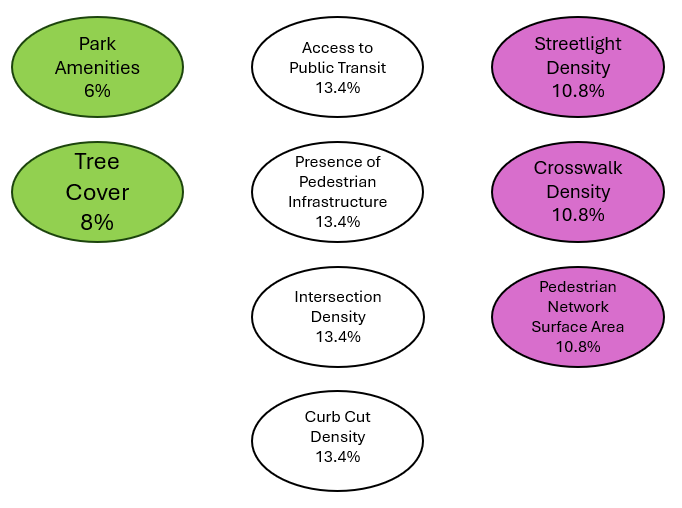 Park
Amenities
6%
Access to
Public Transit
13.4%
Streetlight
Density
10.8%
Tree
Cover
8%
Presence of
Pedestrian
Infrastructure
13.4%
Crosswalk
Density
10.8%
Intersection
Density
13.4%
Pedestrian
Network
Surface Area
10.8%
Curb Cut
Density
13.4%